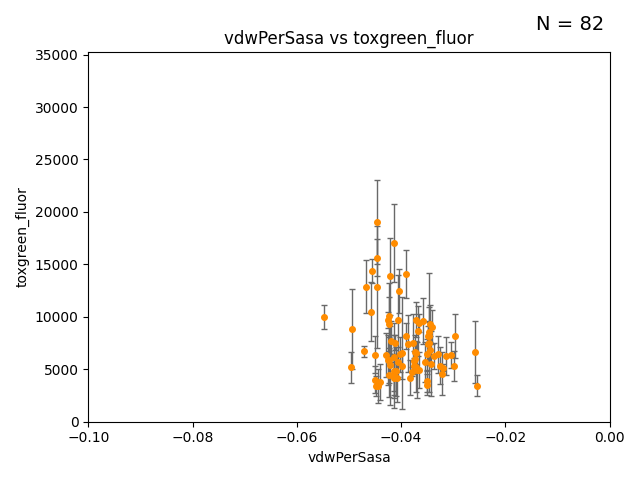 N = 82
vdwPerSasa vs toxgreen_fluor
35000
30000
25000
20000
15000
10000
5000
0
toxgreen_fluor
−0.10 −0.08 −0.06 −0.04 −0.02 0.00
vdwPerSasa